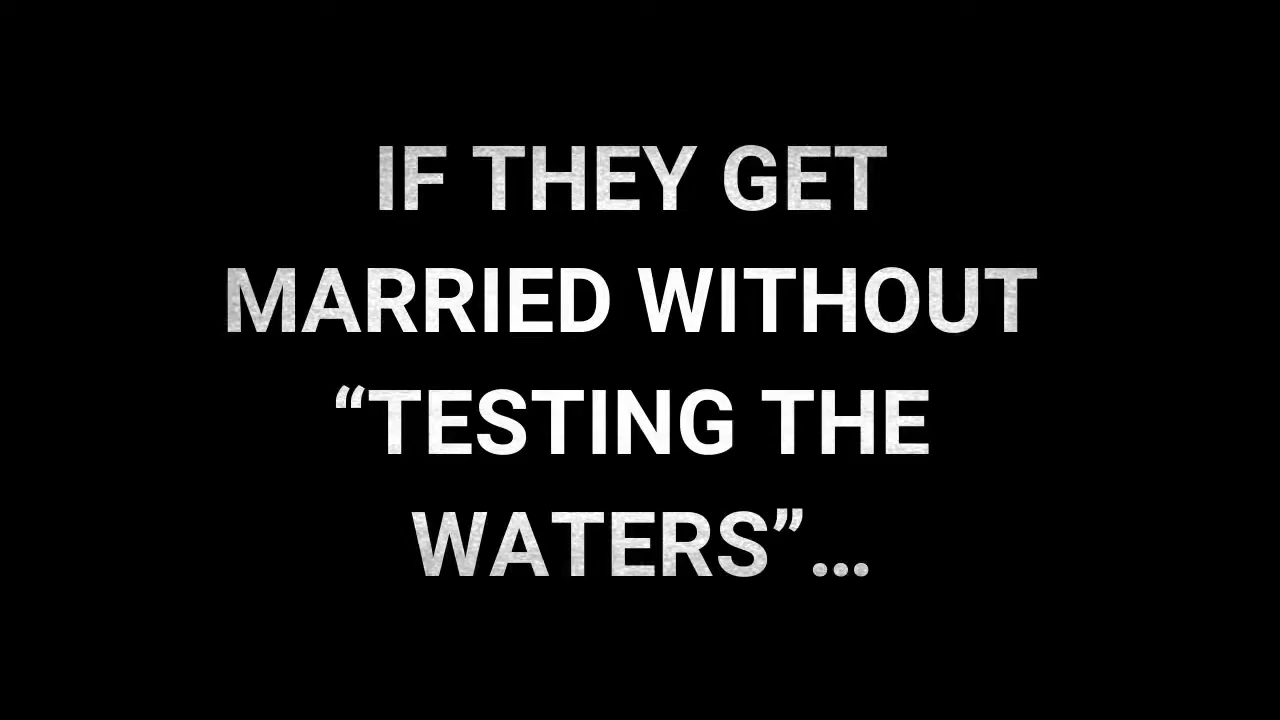 IF THEY GET
MARRIED WITHOUT
“TESTING THE
WATERS”...